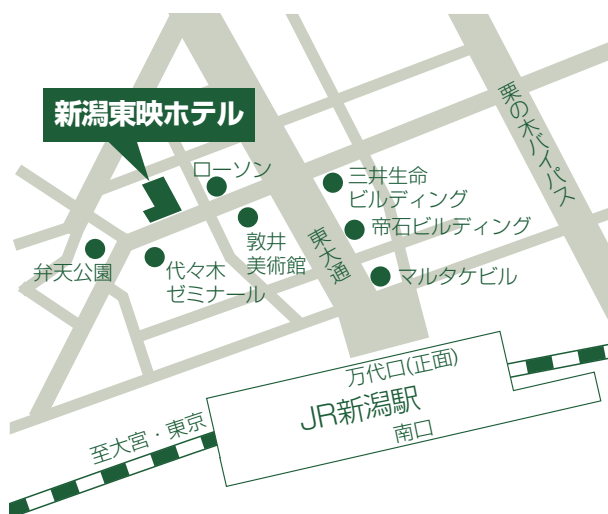 新潟東映ホテル
栗の木バイパス
ローソン
三井生命
ビルディング
帝石ビルディング
東大通
敦井
美術館
弁天公園
代々木
ゼミナール
マルタケビル
万代口(正面)
JR新潟駅
南口
至大宮・東京